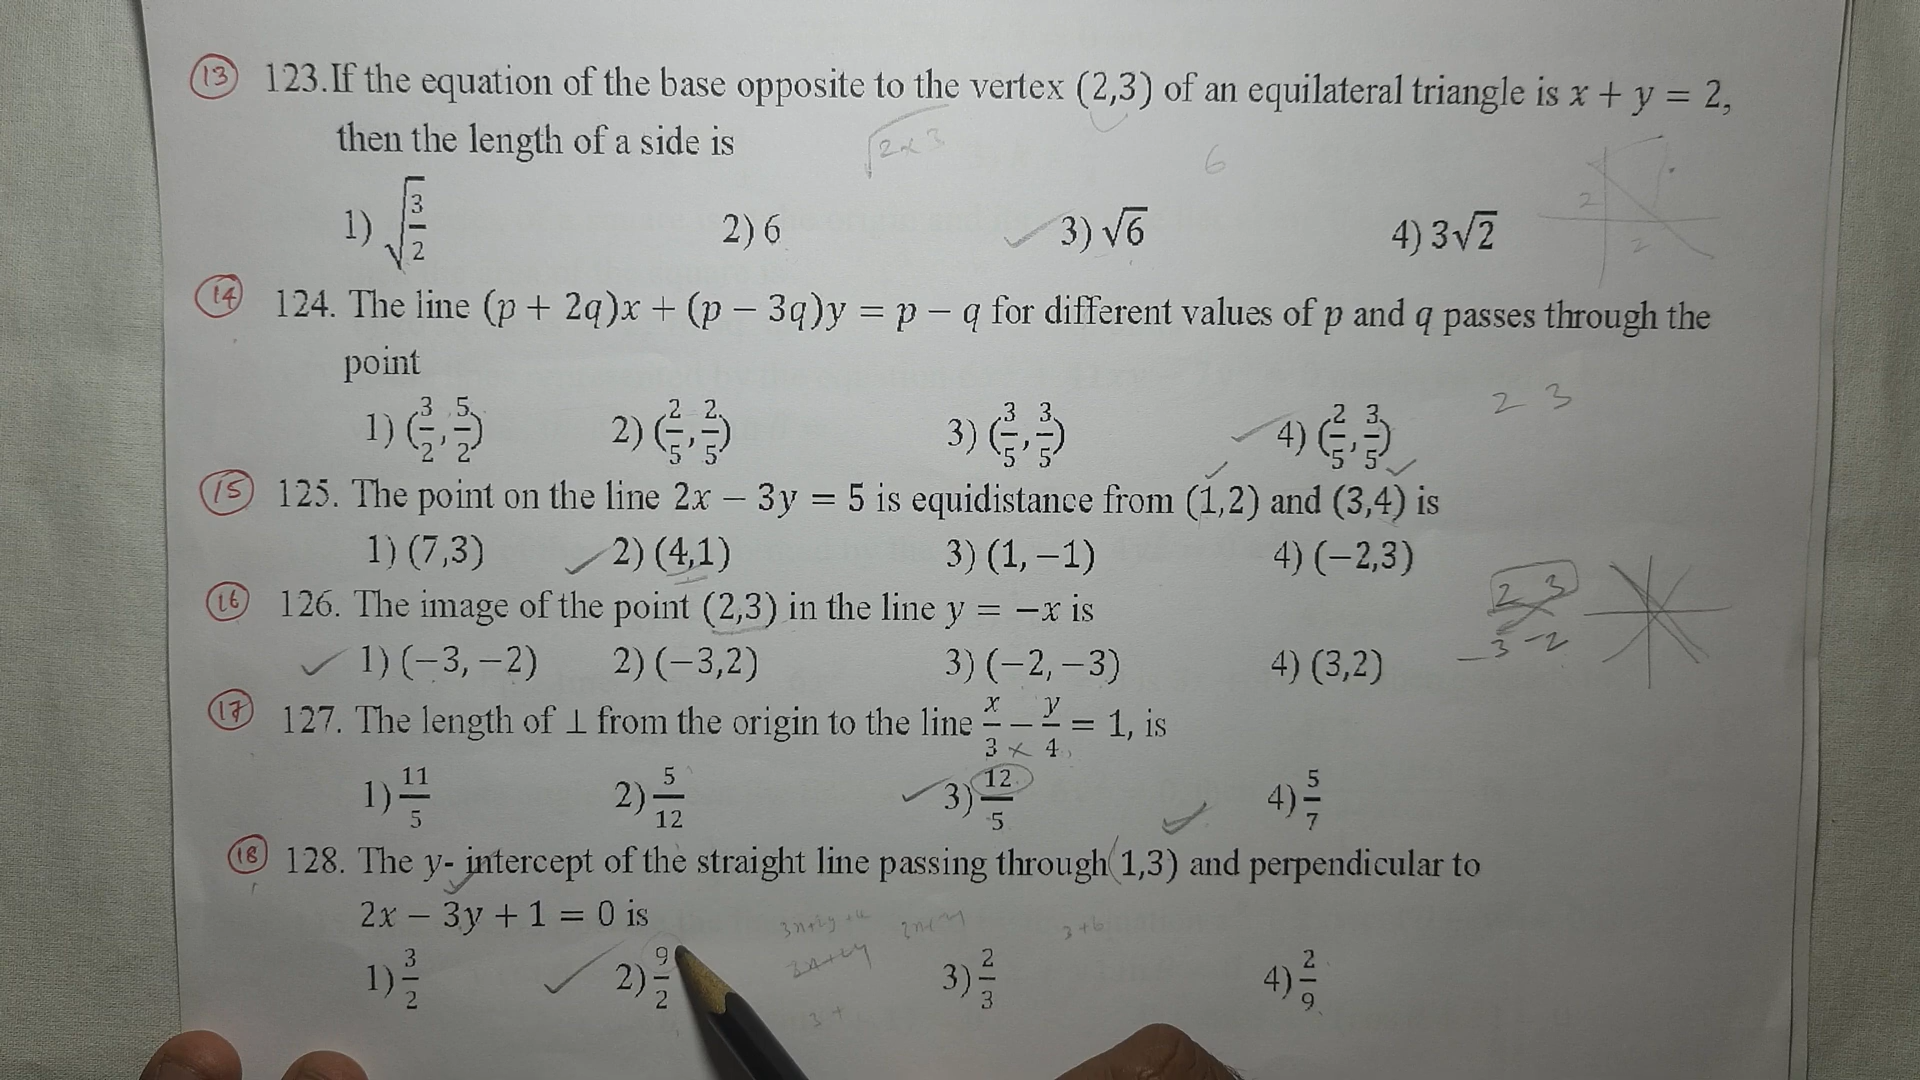 13 123.If the equation of the base opposite to the vertex (2,3) of an equilateral triangle is x + y = 2,
then the length of a side is
√2×3
6
2
2
1) √(3/2) 2) 6 3) √6 4) 3√2
14 124. The line (p + 2q)x + (p − 3q)y = p − q for different values of p and q passes through the
point
2 3
1) (3/2, 5/2) 2) (2/5, 2/5) 3) (3/5, 3/5) 4) (2/5, 3/5)
15 125. The point on the line 2x − 3y = 5 is equidistance from (1,2) and (3,4) is
1) (7,3) 2) (4,1) 3) (1, −1) 4) (−2,3)
16 126. The image of the point (2,3) in the line y = −x is
2 3
−3 −2
1) (−3, −2) 2) (−3,2) 3) (−2, −3) 4) (3,2)
17 127. The length of ⊥ from the origin to the line x/3 − y/4 = 1, is
1) 11/5 2) 5/12 3) 12/5 4) 5/7
18 128. The y- intercept of the straight line passing through (1,3) and perpendicular to
2x − 3y + 1 = 0 is
3+6
1) 3/2 2) 9/2 3) 2/3 4) 2/9
3+